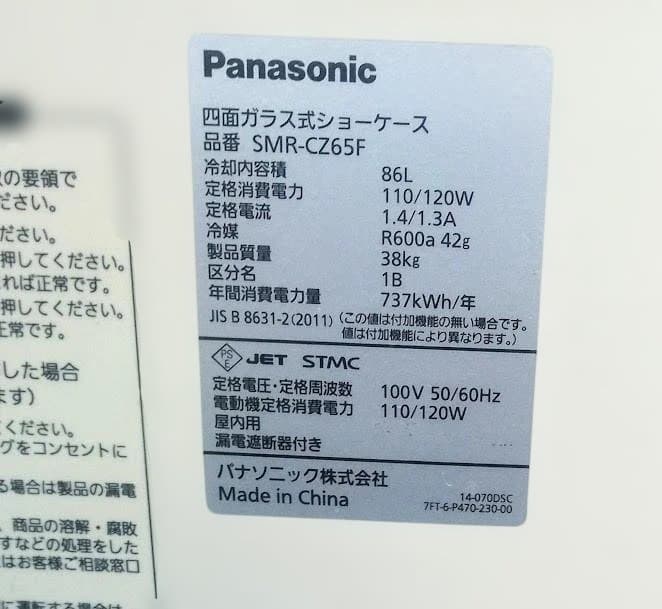 Panasonic
四面ガラス式ショーケース
品番 SMR-CZ65F
冷却内容積 86L
定格消費電力 110/120W
定格電流 1.4/1.3A
冷媒 R600a 42g
製品質量 38kg
区分名 1B
年間消費電力量 737kWh/年
JIS B 8631-2(2011) (この値は付加機能の無い場合です。
値は付加機能により異なります。)
PS
E
JET STMC
定格電圧・定格周波数 100V 50/60Hz
電動機定格消費電力 110/120W
屋内用
漏電遮断器付き
パナソニック株式会社
Made in China
14-070DSC
7FT-6-P470-230-00
の要領で
ださい。
ださい。
押してください。
れば正常です。
押してください。
正常です。
した場合
ます)
ください。
グをコンセントに
る場合は製品の漏電
、商品の溶解・腐敗
すなどの処理をした
はお客様ご相談窓口